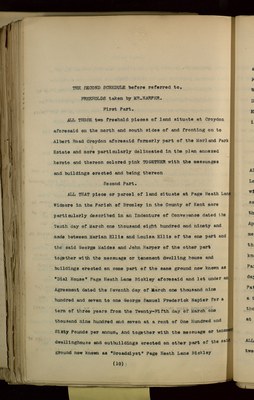 THE SECOND SCHEDULE before referred to.
FREEHOLDS taken by MR.HARPER.
First Part.
ALL THOSE two freehold pieces of land situate at Croydon
aforesaid on the north and south sides of and fronting on to
Albert Road Croydon aforesaid formerly part of the Park
Estate and more particularly delineated in the plan annexed
hereto and thereon colored pink TOGETHER with the messuages
and buildings erected and being thereon
Second Part.
ALL THAT piece or parcel of land situate at Page Heath Lane
Widmore in the Parish of Bromley in the County of Kent more
particularly described in an Indenture of Conveyance dated the
Tenth day of March one thousand eight hundred and ninety and
made between Marian Ellis and Louisa Ellis of the one part and
the said George and John Harper of the other part
together with the messuage or tenement dwelling house and
buildings erected on some part of the same ground now known as
House" Page Heath Lane Bickley aforesaid and let under an
Agreement dated the Seventh day of March one thousand nine
hundred and seven to one George Samuel Frederick Napier for a
term of three years from the Twenty-fifth day of March one
thousand nine hundred and seven at a rent of One Hundred and
fifty Pounds per annum, And together with the messuage or
dwellinghouse and outbuildings erected on other part of the
ground now known as Page Heath Lane Bickley